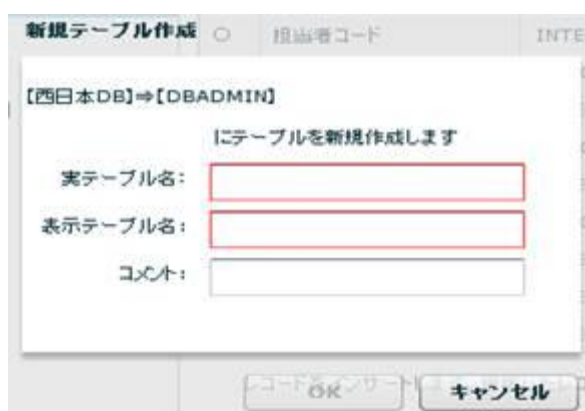 新規テーブル作成
担当者コード
INTE
【西日本DB】⇒【DBADMIN】
にテーブルを新規作成します
実テーブル名：
表示テーブル名：
コメント：
OK
キャンセル